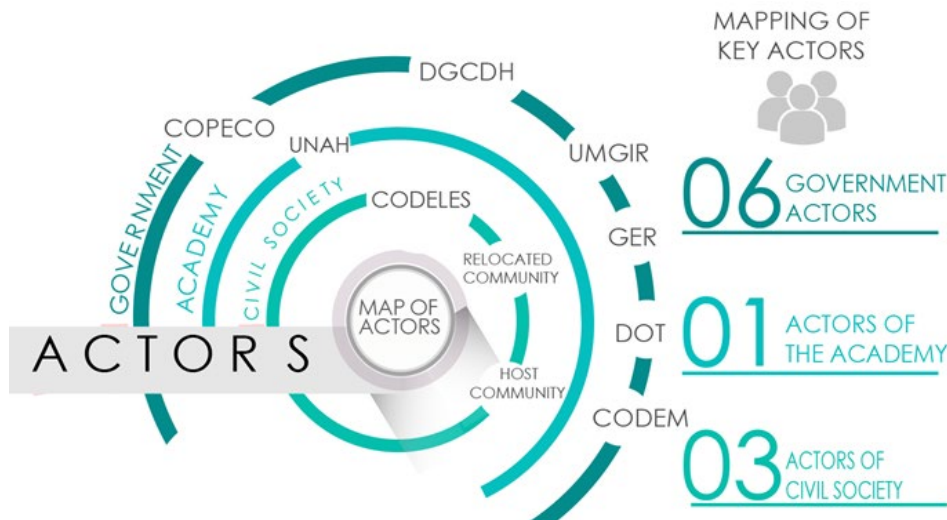 MAPPING OF
KEY ACTORS
DGCDH
COPECO
UNAH
UMGIR
GOVERNMENT
ACADEMY
CIVIL SOCIETY
CODELES
06 GOVERNMENT
ACTORS
GER
RELOCATED
COMMUNITY
MAP OF
ACTORS
ACTORS
DOT
01 ACTORS OF
THE ACADEMY
HOST
COMMUNITY
CODEM
03 ACTORS OF
CIVIL SOCIETY